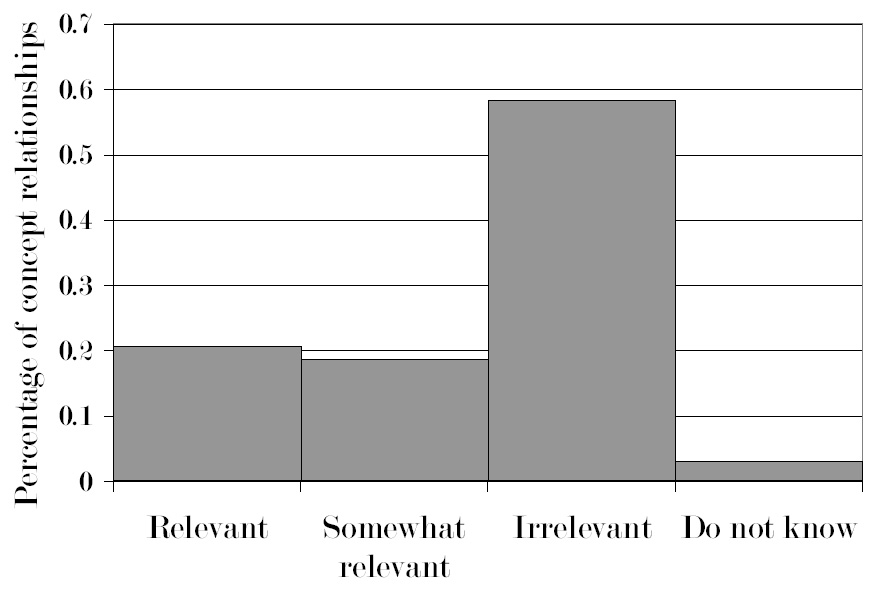 Percentage of concept relationships
0.7
0.6
0.5
0.4
0.3
0.2
0.1
0
Relevant
Somewhat
relevant
Irrelevant
Do not know